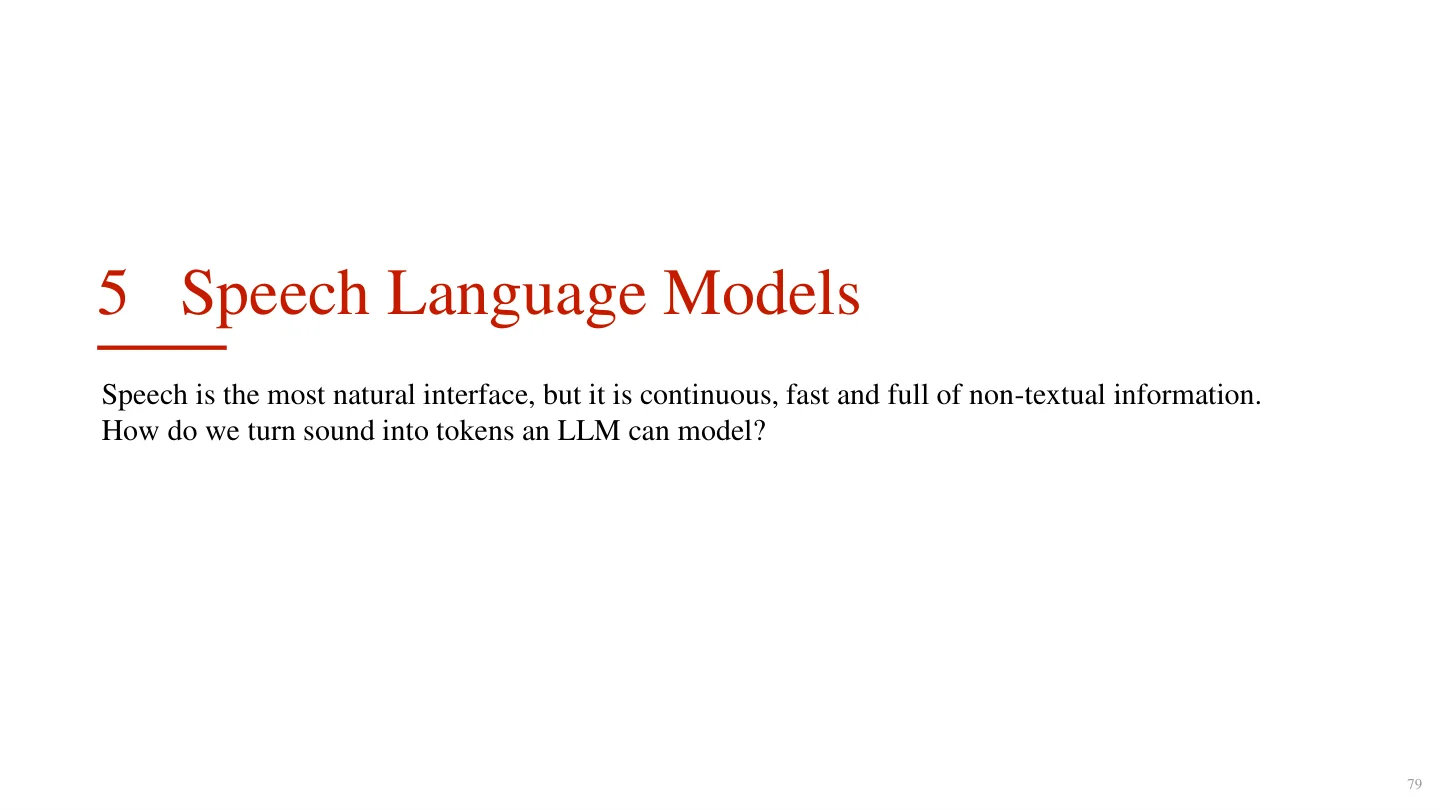 5 Speech Language Models
Speech is the most natural interface, but it is continuous, fast and full of non-textual information.
How do we turn sound into tokens an LLM can model?
79